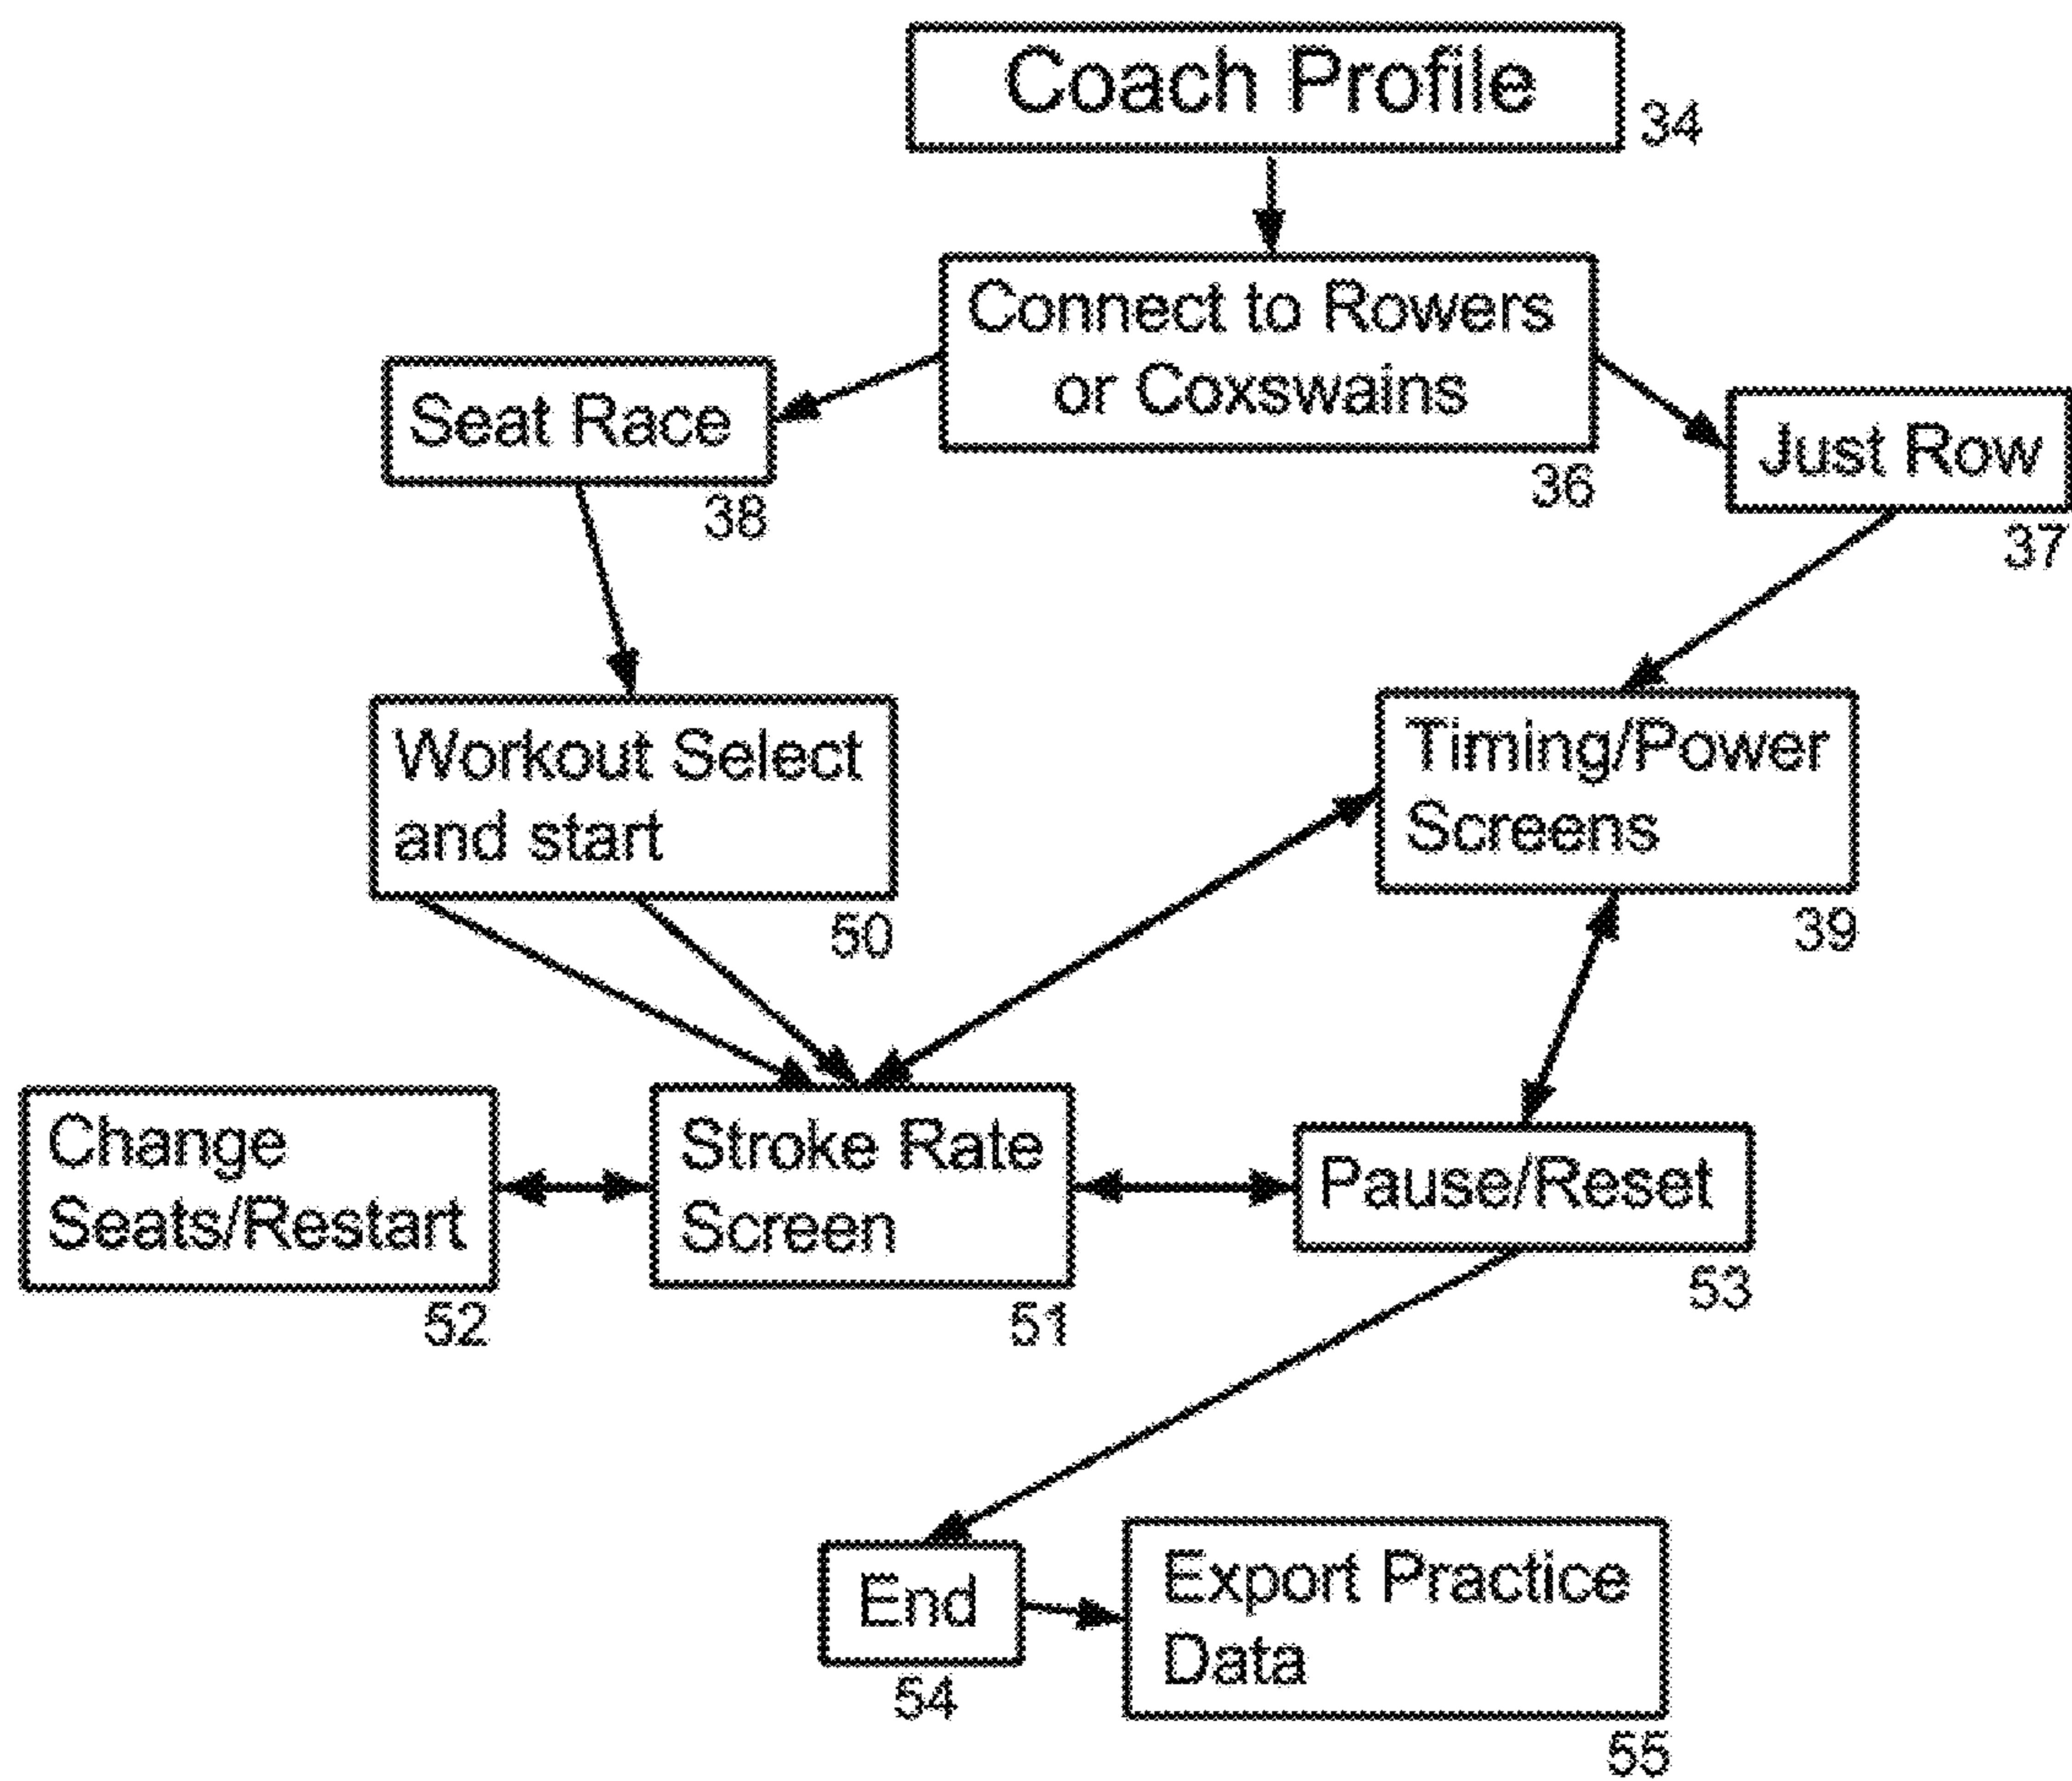 Coach Profile
34
Connect to Rowers
or Coxswains
36
Seat Race
38
Just Row
37
Workout Select
and start
50
Timing/Power
Screens
39
Change
Seats/Restart
52
Stroke Rate
Screen
51
Pause/Reset
53
End
54
Export Practice
Data
55